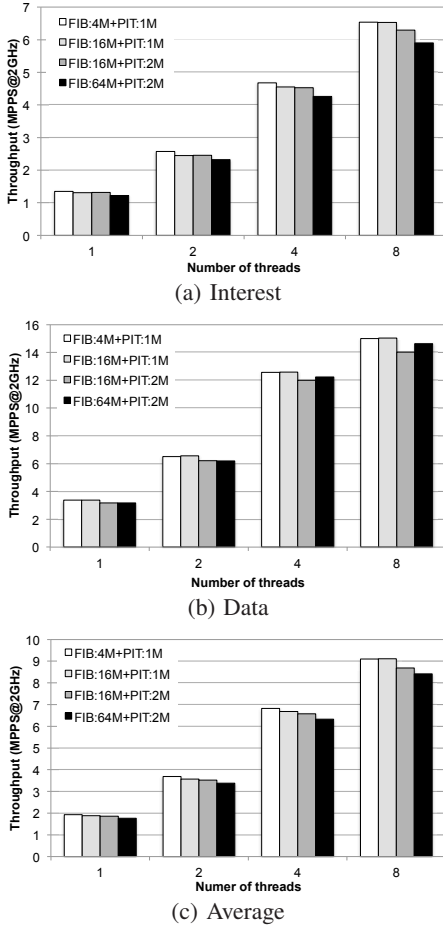 7
6
5
4
3
2
1
0
Throughput (MPPS@2GHz)
FIB:4M+PIT:1M
FIB:16M+PIT:1M
FIB:16M+PIT:2M
FIB:64M+PIT:2M
1 2 4 8
Number of threads
(a) Interest
16
14
12
10
8
6
4
2
0
Throughput (MPPS@2GHz)
FIB:4M+PIT:1M
FIB:16M+PIT:1M
FIB:16M+PIT:2M
FIB:64M+PIT:2M
1 2 4 8
Number of threads
(b) Data
10
9
8
7
6
5
4
3
2
1
0
Throughput (MPPS@2GHz)
FIB:4M+PIT:1M
FIB:16M+PIT:1M
FIB:16M+PIT:2M
FIB:64M+PIT:2M
1 2 4 8
Numer of threads
(c) Average